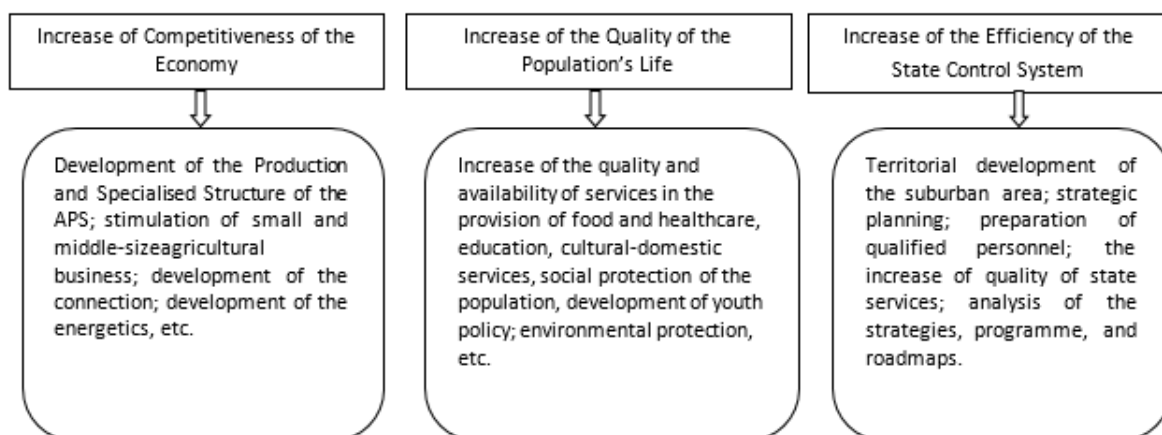 Increase of Competitiveness of the
Economy
Increase of the Quality of the
Population's Life
Increase of the Efficiency of the
State Control System
Development of the Production
and Specialised Structure of the
APS; stimulation of small and
middle-sizeagricultural
business; development of the
connection; development of the
energetics, etc.
Increase of the quality and
availability of services in the
provision of food and healthcare,
education, cultural-domestic
services, social protection of the
population, development of youth
policy; environmental protection,
etc.
Territorial development of
the suburban area; strategic
planning; preparation of
qualified personnel; the
increase of quality of state
services; analysis of the
strategies, programme, and
roadmaps.